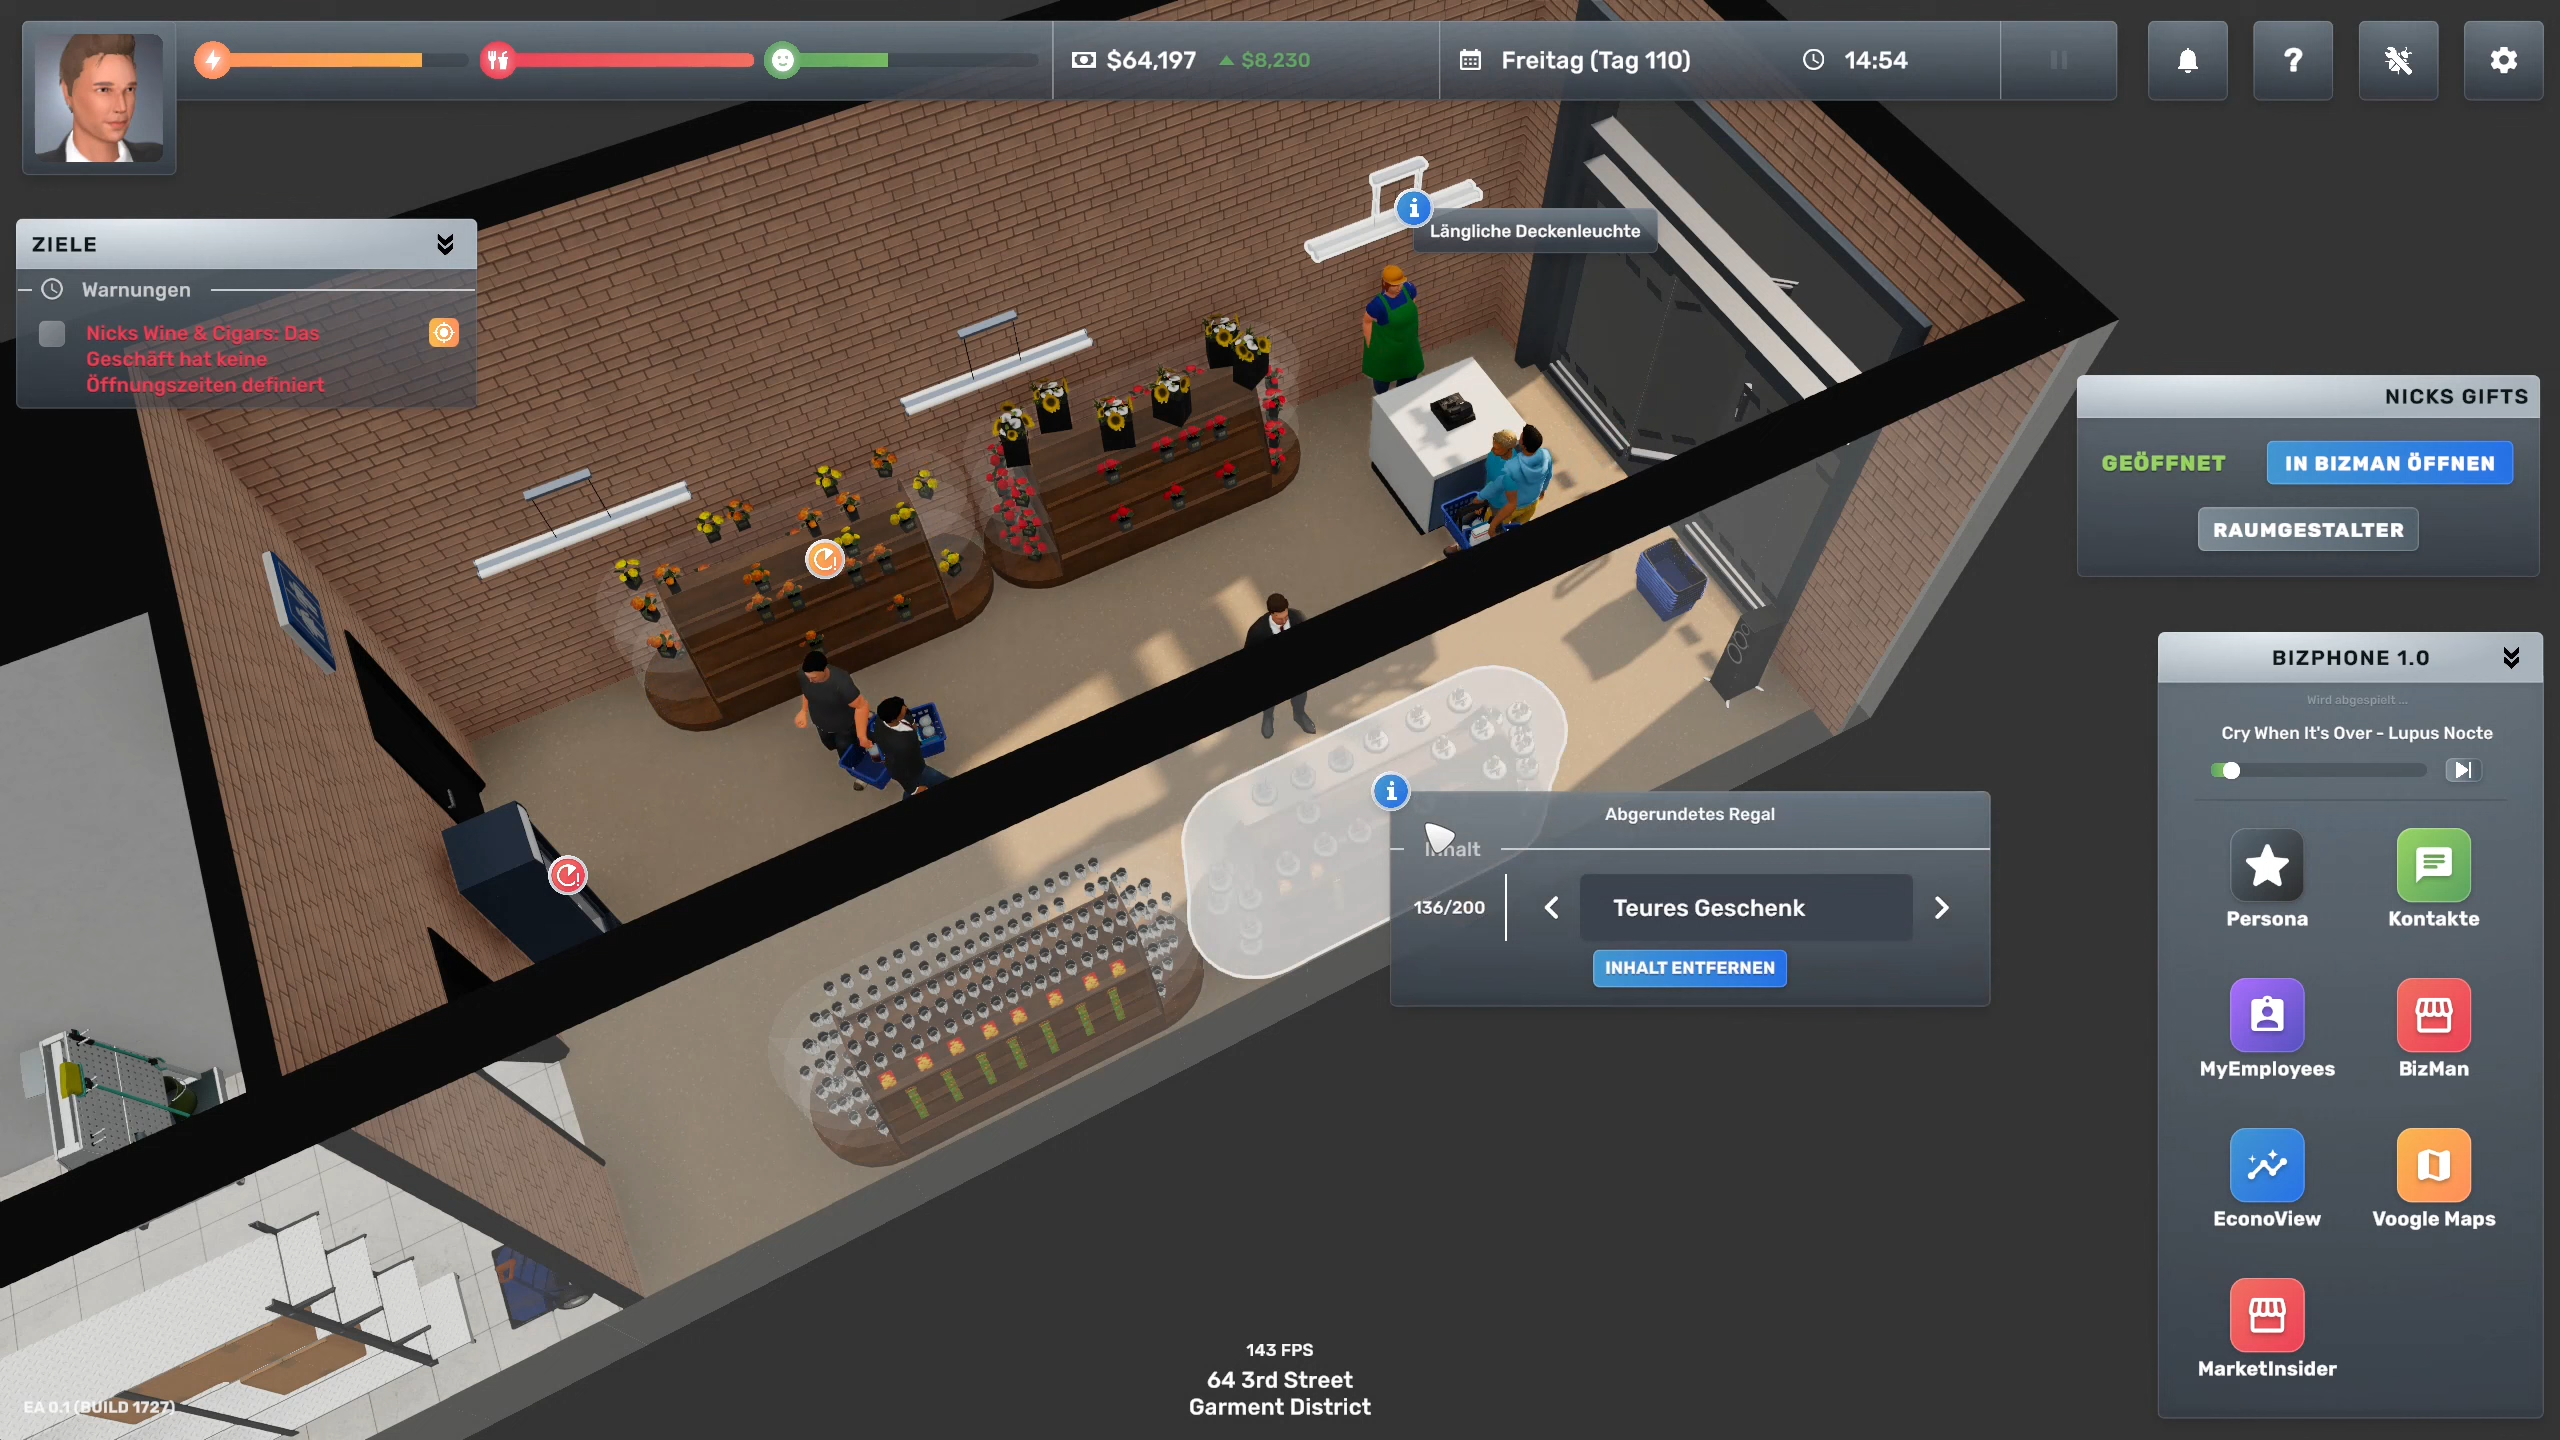 $64,197
$8,230
Freitag (Tag 110)
14:54
?
ZIELE
Warnungen
Nicks Wine & Cigars: Das
Geschäft hat keine
Öffnungszeiten definiert
Längliche Deckenleuchte
NICKS GIFTS
GEÖFFNET
IN BIZMAN ÖFFNEN
RAUMGESTALTER
BIZPHONE 1.0
Wird abgespielt ...
Cry When It's Over - Lupus Nocte
Persona
Kontakte
MyEmployees
BizMan
EconoView
Voogle Maps
MarketInsider
Abgerundetes Regal
Inhalt
136/200
Teures Geschenk
INHALT ENTFERNEN
143 FPS
64 3rd Street
Garment District
EA 0.1 (BUILD 1727)